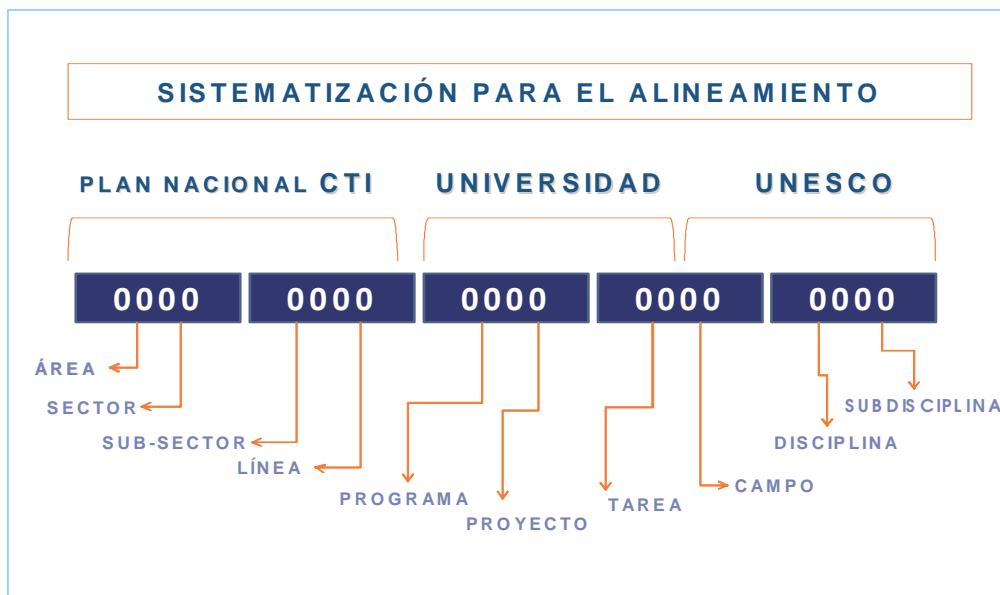 SISTEMATIZACIÓN PARA EL ALINEAMIENTO
PLAN NACIONAL CTI UNIVERSIDAD UNESCO
0000 0000 0000 0000 0000
ÁREA
SECTOR
SUB-SECTOR
LÍNEA
PROGRAMA
PROYECTO
TAREA
CAMPO
DISCIPLINA
SUBDISCIPLINA